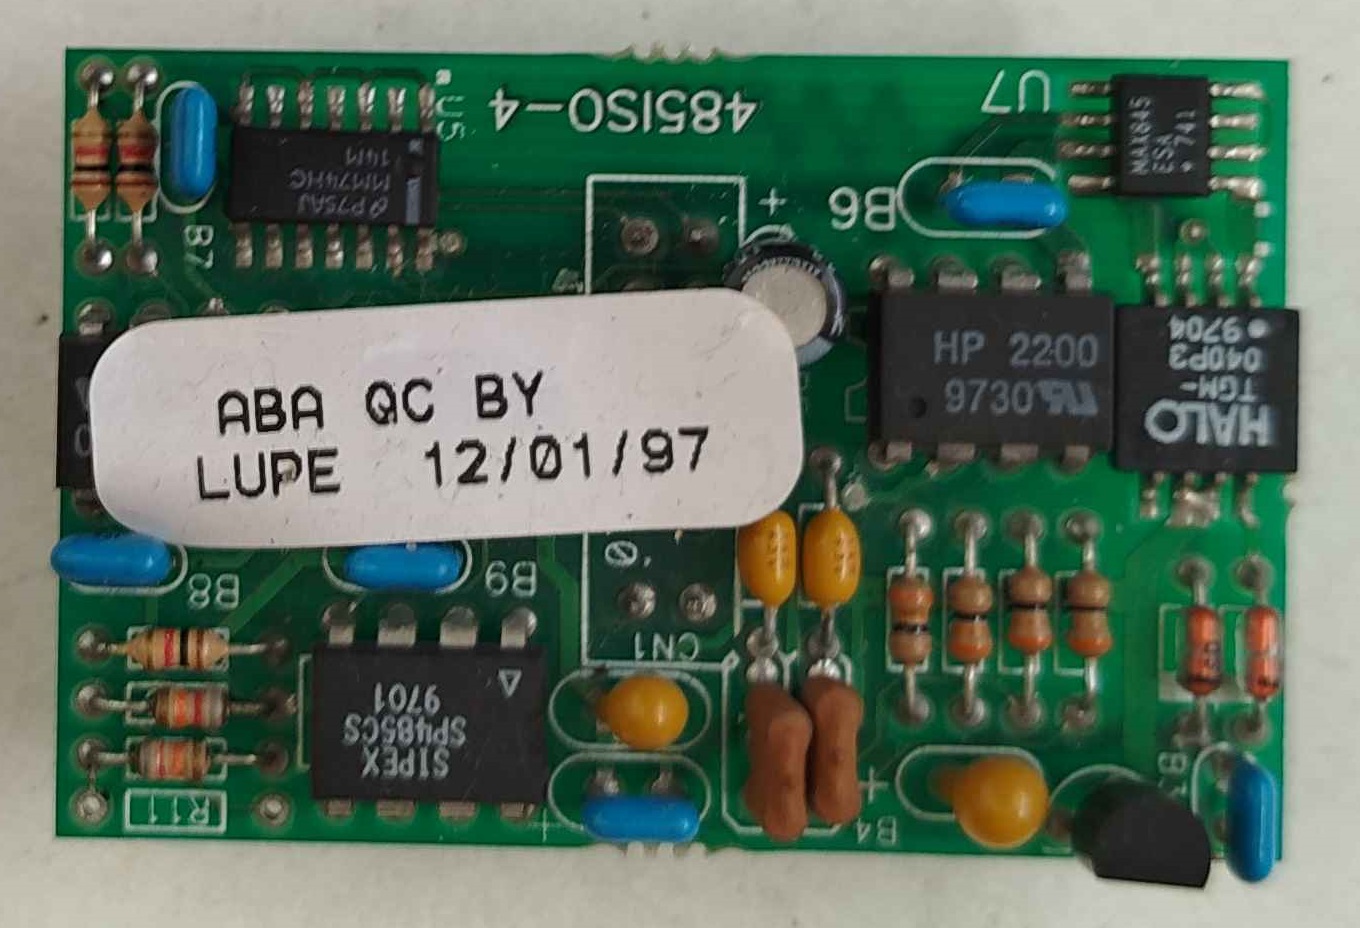 485ISO-4
U7
U5
MAX845
ESA
+ 741
P75AJ
MM74HC
14M
B6
+
B7
HP 2200
9730
HALO
TGM-
040P3
9704
ABA QC BY
LUPE 12/01/97
B8
B9
CN1
SIPEX
SP485CS
9701
R11
+
B4